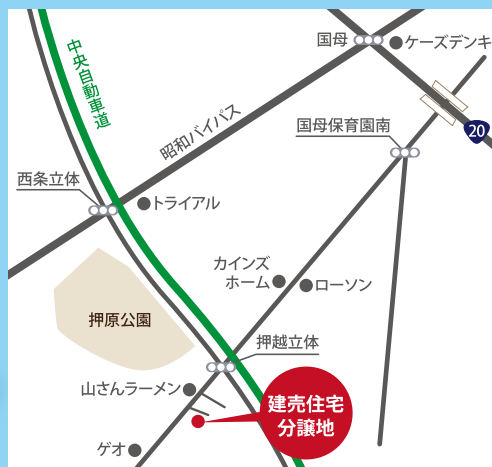 国母
ケーズデンキ
中央自動車道
昭和バイパス
国母保育園南
20
西条立体
トライアル
カインズ
ホーム
ローソン
押原公園
押越立体
山さんラーメン
建売住宅
分譲地
ゲオ